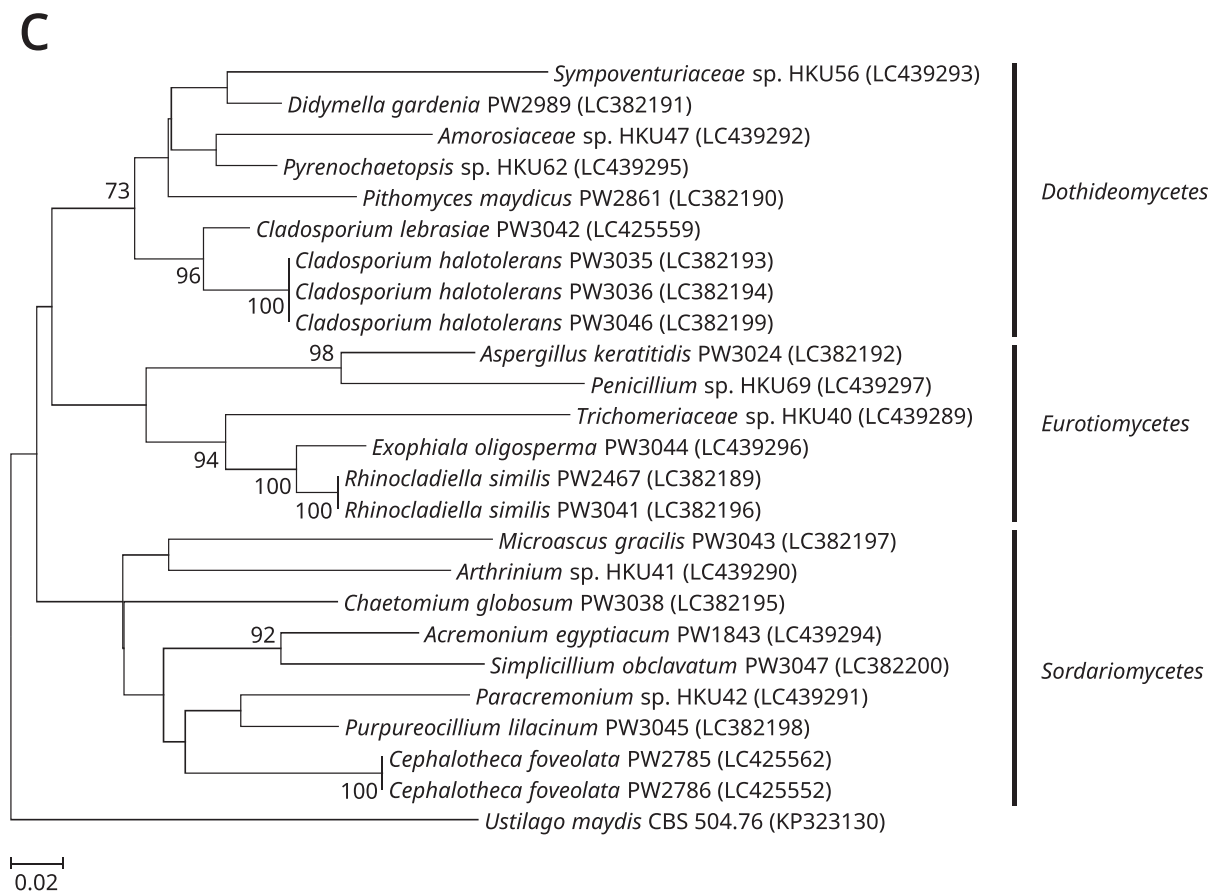 C
Sympoventuriaceae sp. HKU56 (LC439293)
Didymella gardenia PW2989 (LC382191)
Amorosiaceae sp. HKU47 (LC439292)
Pyrenochaetopsis sp. HKU62 (LC439295)
73
Pithomyces maydicus PW2861 (LC382190)
Dothideomycetes
Cladosporium lebrasiae PW3042 (LC425559)
Cladosporium halotolerans PW3035 (LC382193)
96
Cladosporium halotolerans PW3036 (LC382194)
100
Cladosporium halotolerans PW3046 (LC382199)
98
Aspergillus keratitidis PW3024 (LC382192)
Penicillium sp. HKU69 (LC439297)
Trichomeriaceae sp. HKU40 (LC439289)
Eurotiomycetes
Exophiala oligosperma PW3044 (LC439296)
94
Rhinocladiella similis PW2467 (LC382189)
100
Rhinocladiella similis PW3041 (LC382196)
100
Microascus gracilis PW3043 (LC382197)
Arthrinium sp. HKU41 (LC439290)
Chaetomium globosum PW3038 (LC382195)
92
Acremonium egyptiacum PW1843 (LC439294)
Simplicillium obclavatum PW3047 (LC382200)
Sordariomycetes
Paracremonium sp. HKU42 (LC439291)
Purpureocillium lilacinum PW3045 (LC382198)
Cephalotheca foveolata PW2785 (LC425562)
100
Cephalotheca foveolata PW2786 (LC425552)
Ustilago maydis CBS 504.76 (KP323130)
0.02